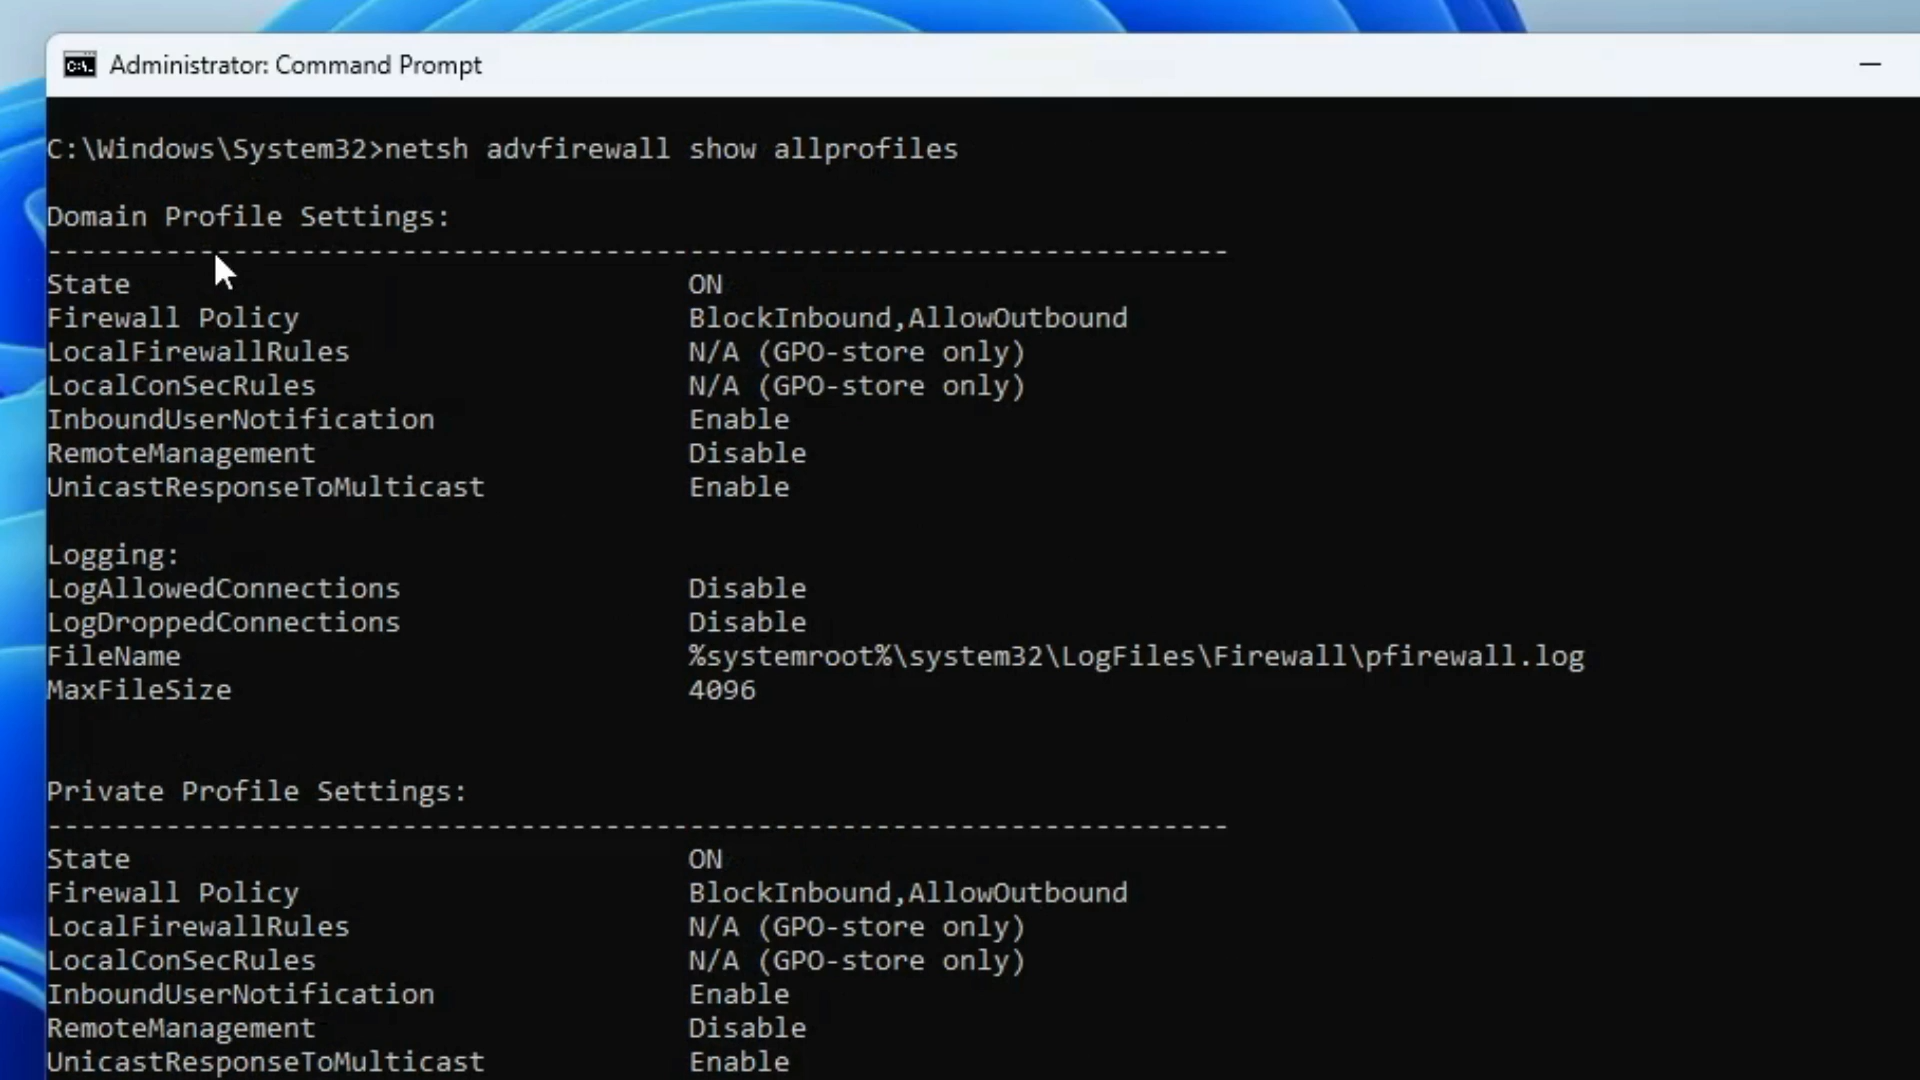 Administrator: Command Prompt
C:\Windows\System32>netsh advfirewall show allprofiles
Domain Profile Settings:
----------------------------------------------------------------------
State ON
Firewall Policy BlockInbound,AllowOutbound
LocalFirewallRules N/A (GPO-store only)
LocalConSecRules N/A (GPO-store only)
InboundUserNotification Enable
RemoteManagement Disable
UnicastResponseToMulticast Enable
Logging:
LogAllowedConnections Disable
LogDroppedConnections Disable
FileName %systemroot%\system32\LogFiles\Firewall\pfirewall.log
MaxFileSize 4096
Private Profile Settings:
----------------------------------------------------------------------
State ON
Firewall Policy BlockInbound,AllowOutbound
LocalFirewallRules N/A (GPO-store only)
LocalConSecRules N/A (GPO-store only)
InboundUserNotification Enable
RemoteManagement Disable
UnicastResponseToMulticast Enable